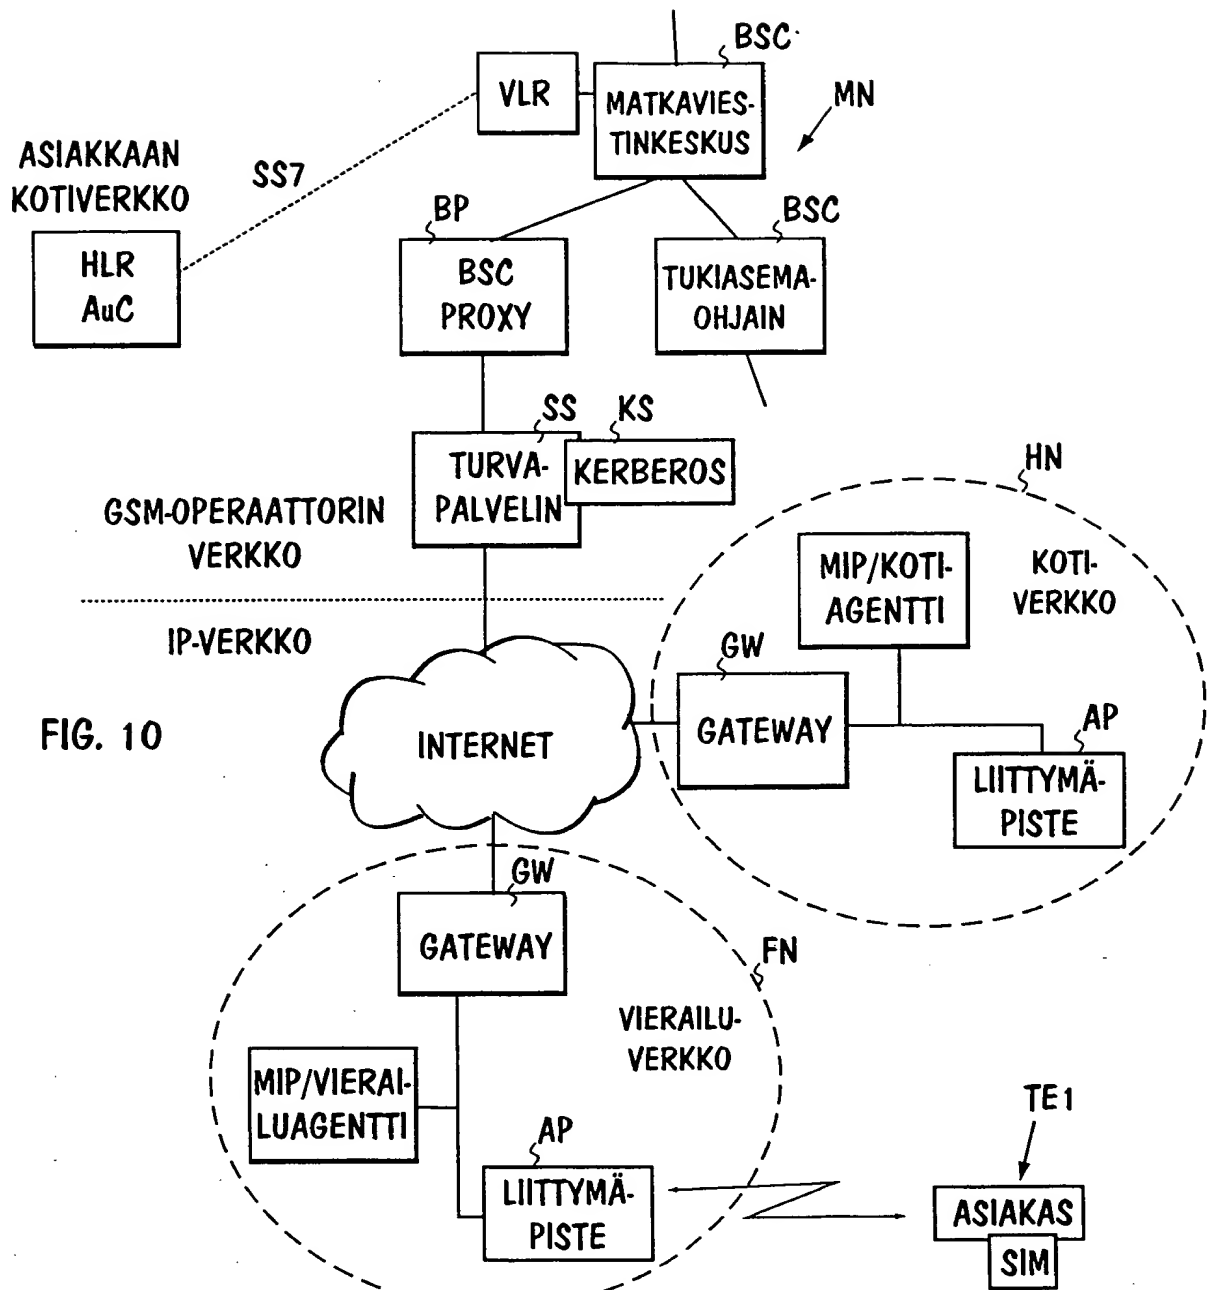 BSC
VLR
MATKAVIES-
TINKESKUS
MN
ASIAKKAAN
KOTIVERKKO
SS7
HLR
AuC
BP
BSC
PROXY
BSC
TUKIASEMA-
OHJAIN
SS
KS
TURVA-
PALVELIN
KERBEROS
GSM-OPERAATTORIN
VERKKO
IP-VERKKO
HN
MIP/KOTI-
AGENTTI
KOTI-
VERKKO
GW
GATEWAY
AP
LIITTYMÄ-
PISTE
FIG. 10
INTERNET
GW
GATEWAY
FN
VIERAILU-
VERKKO
MIP/VIERAI-
LUAGENTTI
AP
LIITTYMÄ-
PISTE
TE1
ASIAKAS
SIM